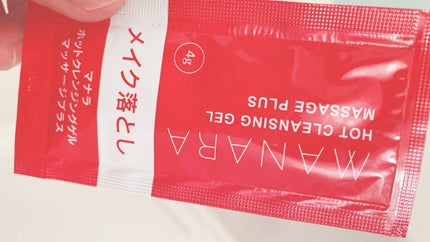 MANARA
HOT CLEANSING GEL
MASSAGE PLUS
4g
メイク落とし
マナラ
ホットクレンジングゲル
マッサージプラス